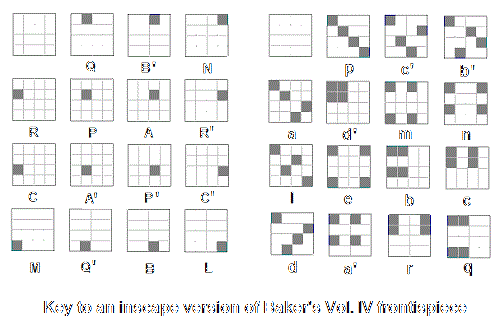 Q B' N p c' b'
R P A R' a d' m n
C A' P' C' l e b c
M Q' B L d a' r q
Key to an inscape version of Baker's Vol. IV frontispiece